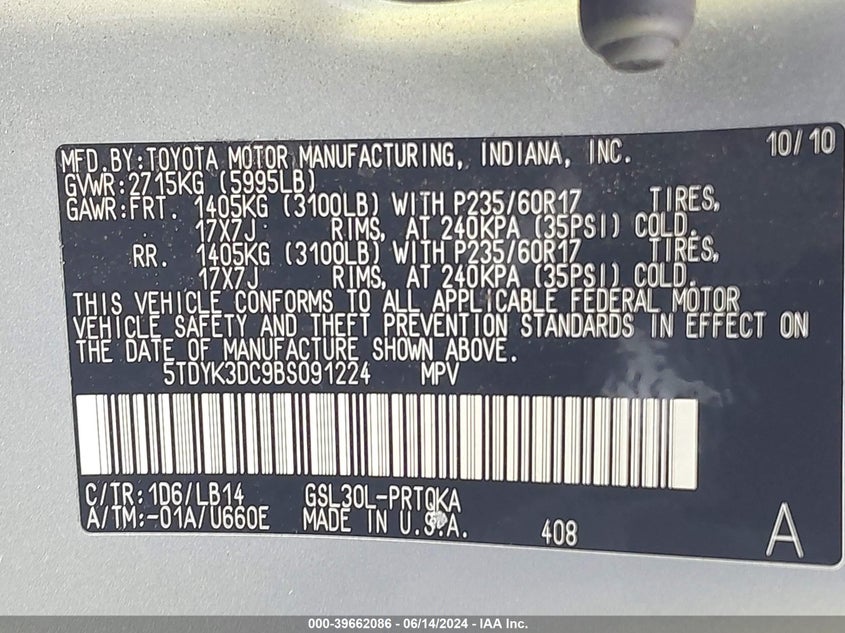 MFD. BY: TOYOTA MOTOR MANUFACTURING, INDIANA, INC. 10/10
GVWR: 2715KG (5995LB)
GAWR: FRT. 1405KG (3100LB) WITH P235/60R17 TIRES,
17X7J RIMS, AT 240KPA (35PSI) COLD.
RR. 1405KG (3100LB) WITH P235/60R17 TIRES,
17X7J RIMS, AT 240KPA (35PSI) COLD.
THIS VEHICLE CONFORMS TO ALL APPLICABLE FEDERAL MOTOR
VEHICLE SAFETY AND THEFT PREVENTION STANDARDS IN EFFECT ON
THE DATE OF MANUFACTURE SHOWN ABOVE.
5TDYK3DC9BS091224 MPV
C/TR: 1D6/LB14 GSL30L-PRTQKA
A/TM: -01A/U660E MADE IN U.S.A. 408 A
000-39662086 - 06/14/2024 - IAA Inc.